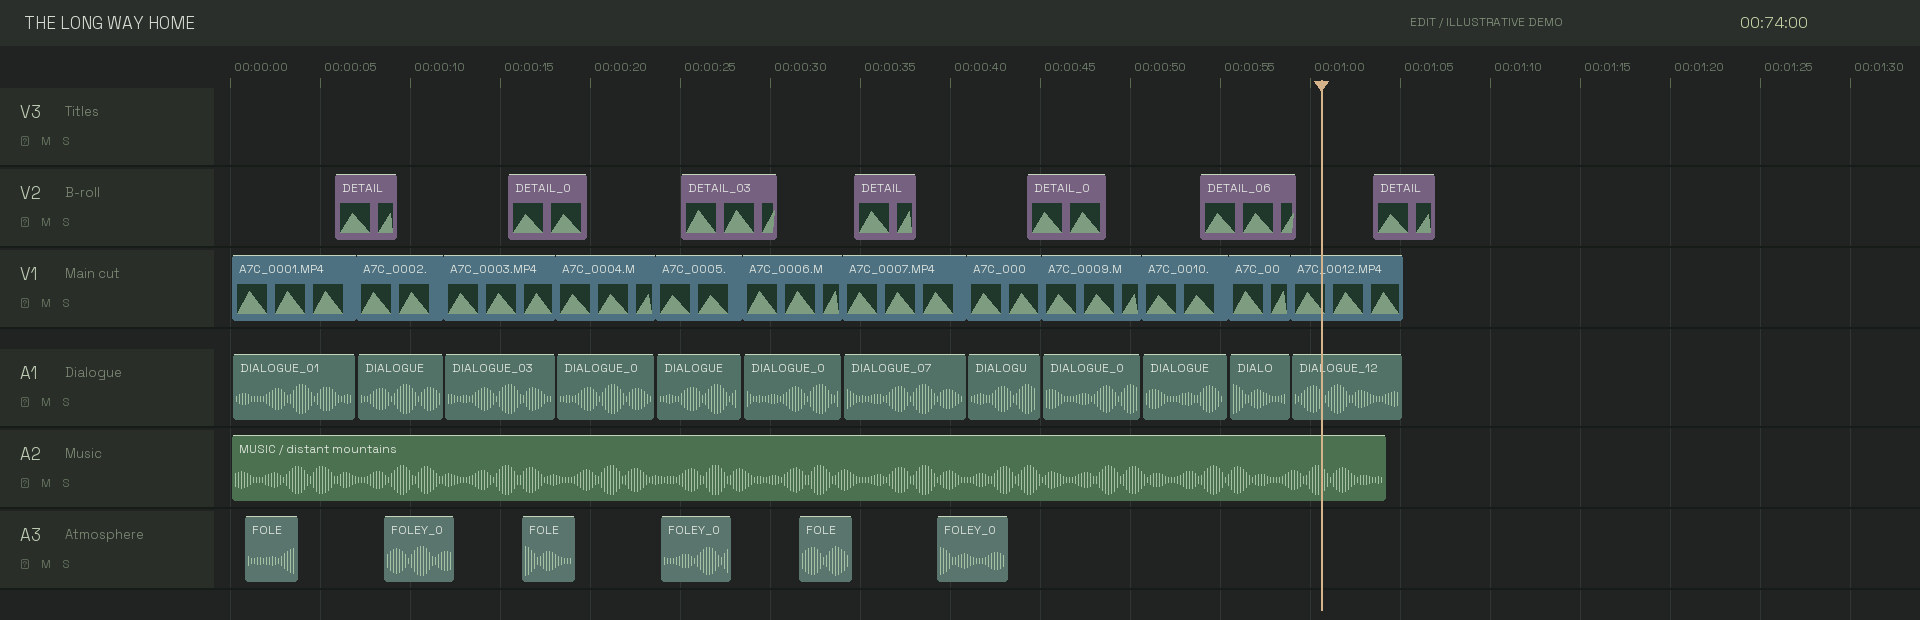 THE LONG WAY HOME
EDIT / ILLUSTRATIVE DEMO
00:74:00
00:00:00 00:00:05 00:00:10 00:00:15 00:00:20 00:00:25 00:00:30 00:00:35 00:00:40 00:00:45 00:00:50 00:00:55 00:01:00 00:01:05 00:01:10 00:01:15 00:01:20 00:01:25 00:01:30
V3 Titles
M S
V2 B-roll
M S
DETAIL DETAIL_0 DETAIL_03 DETAIL DETAIL_0 DETAIL_06 DETAIL
V1 Main cut
M S
A7C_0001.MP4 A7C_0002. A7C_0003.MP4 A7C_0004.M A7C_0005. A7C_0006.M A7C_0007.MP4 A7C_000 A7C_0009.M A7C_0010. A7C_00 A7C_0012.MP4
A1 Dialogue
M S
DIALOGUE_01 DIALOGUE DIALOGUE_03 DIALOGUE_0 DIALOGUE DIALOGUE_0 DIALOGUE_07 DIALOGU DIALOGUE_0 DIALOGUE DIALO DIALOGUE_12
A2 Music
M S
MUSIC / distant mountains
A3 Atmosphere
M S
FOLE FOLEY_0 FOLE FOLEY_0 FOLE FOLEY_0